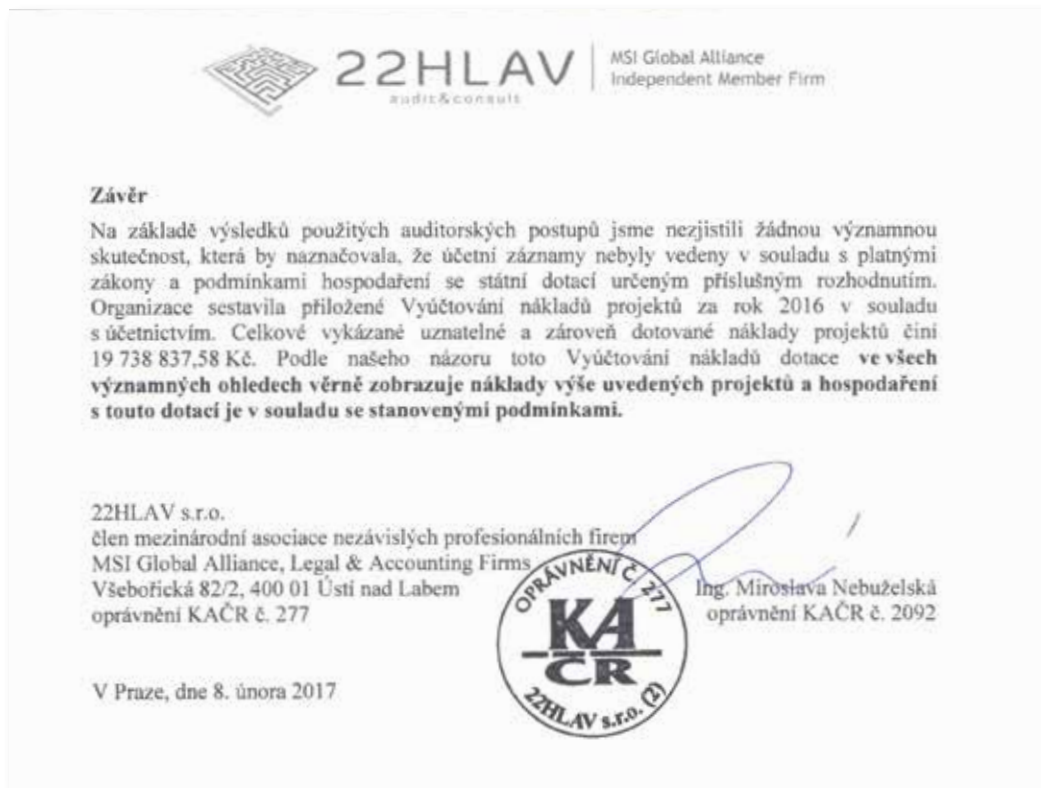 22HLAV
audit&consult
MSI Global Alliance
Independent Member Firm
Závěr
Na základě výsledků použitých auditorských postupů jsme nezjistili žádnou významnou
skutečnost, která by naznačovala, že účetní záznamy nebyly vedeny v souladu s platnými
zákony a podmínkami hospodaření se státní dotací určeným příslušným rozhodnutím.
Organizace sestavila přiložené Vyúčtování nákladů projektů za rok 2016 v souladu
s účetnictvím. Celkové vykázané uznatelné a zároveň dotované náklady projektů činí
19 738 837,58 Kč. Podle našeho názoru toto Vyúčtování nákladů dotace ve všech
významných ohledech věrně zobrazuje náklady výše uvedených projektů a hospodaření
s touto dotací je v souladu se stanovenými podmínkami.
22HLAV s.r.o.
člen mezinárodní asociace nezávislých profesionálních firem
MSI Global Alliance, Legal & Accounting Firms
Všebořická 82/2, 400 01 Ústí nad Labem
oprávnění KAČR č. 277
Ing. Miroslava Nebuželská
oprávnění KAČR č. 2092
OPRÁVNĚNÍ Č. 277
KA
ČR
22HLAV s.r.o. (2)
V Praze, dne 8. února 2017